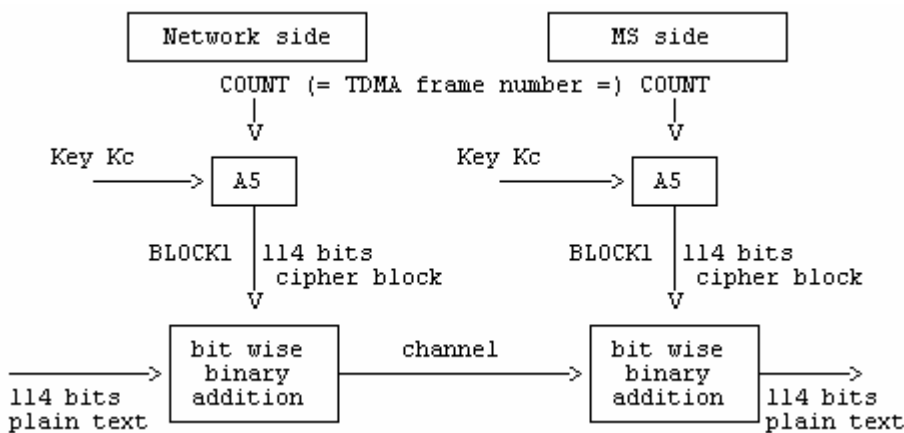 Network side
MS side
COUNT (= TDMA frame number =) COUNT
V
V
Key Kc
Key Kc
A5
A5
BLOCK1
114 bits
cipher block
BLOCK1
114 bits
cipher block
V
V
bit wise
binary
addition
channel
bit wise
binary
addition
114 bits
plain text
114 bits
plain text